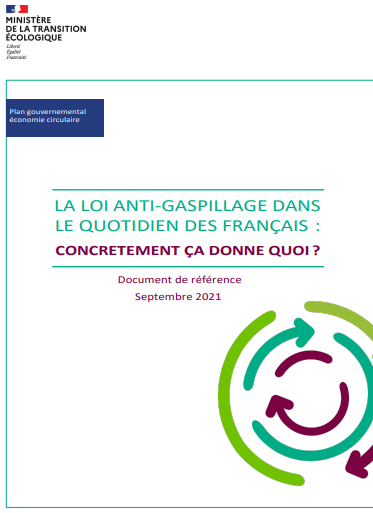 MINISTÈRE
DE LA TRANSITION
ÉCOLOGIQUE
Liberté
Égalité
Fraternité
Plan gouvernemental
économie circulaire
LA LOI ANTI-GASPILLAGE DANS
LE QUOTIDIEN DES FRANÇAIS :
CONCRETEMENT ÇA DONNE QUOI ?
Document de référence
Septembre 2021